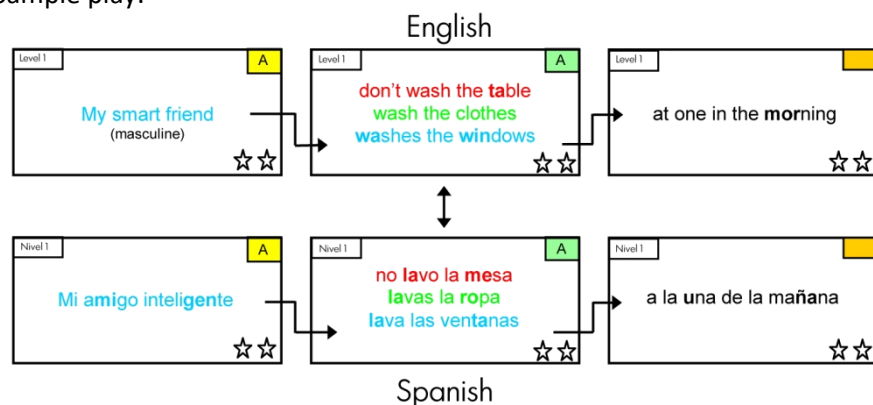 sample play:
English
Level 1
A
My smart friend
(masculine)
Level 1
A
don't wash the table
wash the clothes
washes the windows
Level 1
at one in the morning
Nivel 1
A
Mi amigo inteligente
Nivel 1
A
no lavo la mesa
lavas la ropa
lava las ventanas
Nivel 1
a la una de la mañana
Spanish